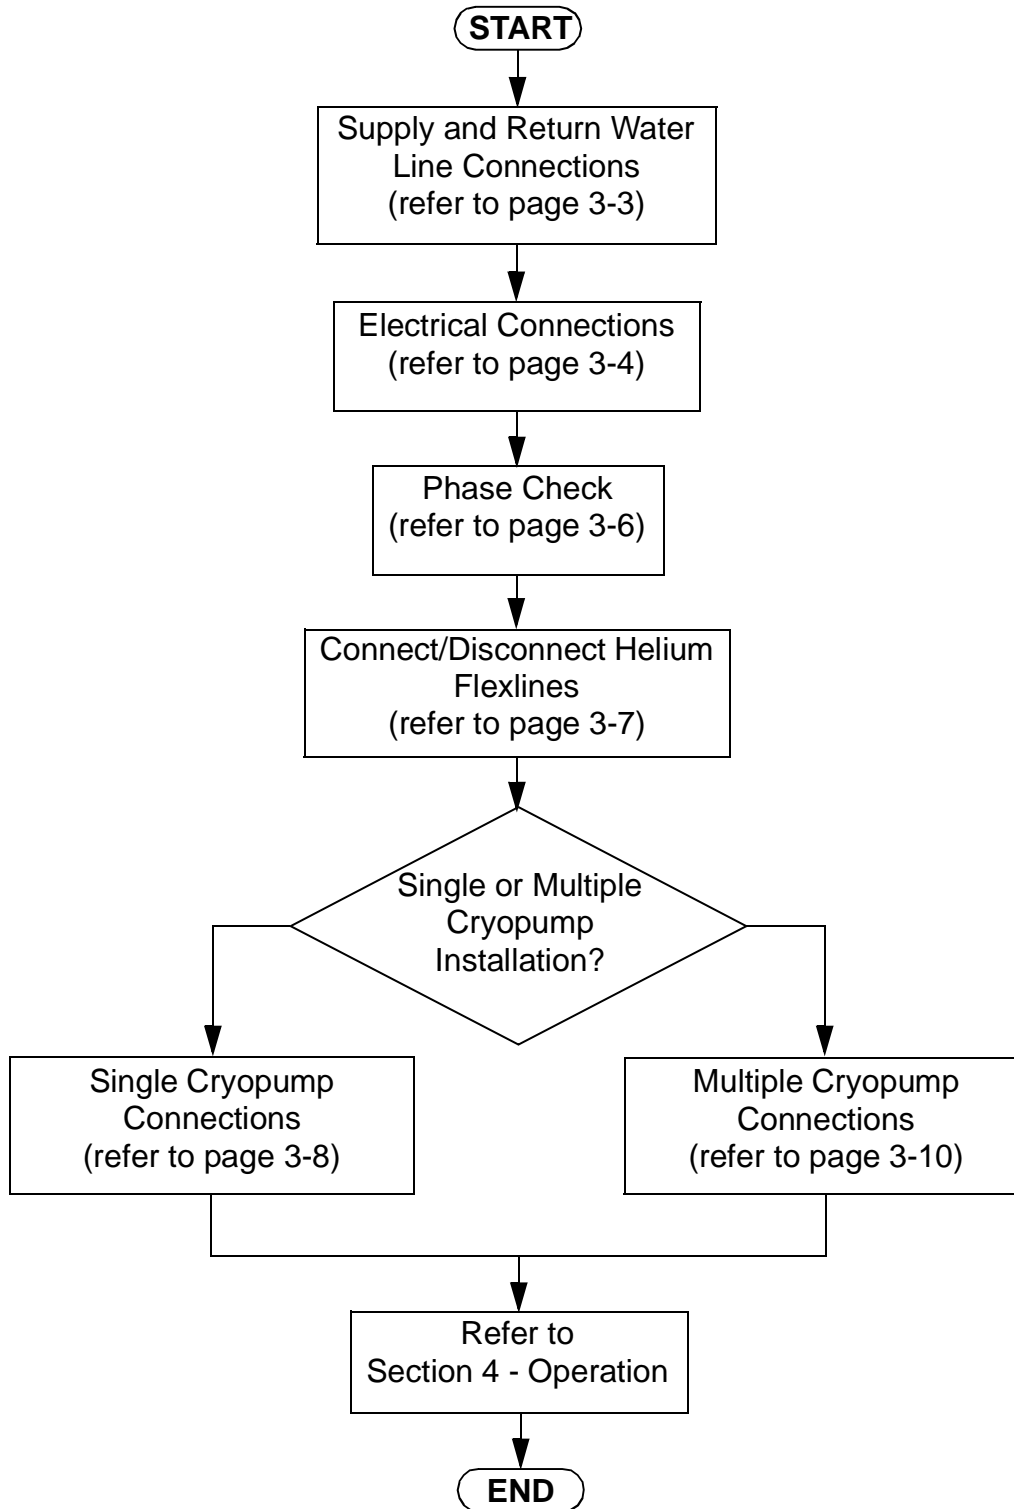 START
Supply and Return Water
Line Connections
(refer to page 3-3)
Electrical Connections
(refer to page 3-4)
Phase Check
(refer to page 3-6)
Connect/Disconnect Helium
Flexlines
(refer to page 3-7)
Single or Multiple
Cryopump
Installation?
Single Cryopump
Connections
(refer to page 3-8)
Multiple Cryopump
Connections
(refer to page 3-10)
Refer to
Section 4 - Operation
END